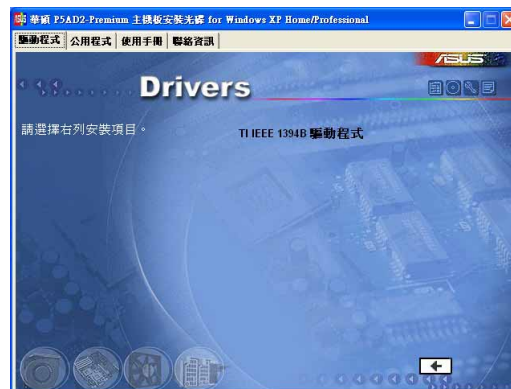 華碩 P5AD2-Premium 主機板安裝光碟 for Windows XP Home/Professional
驅動程式 公用程式 使用手冊 聯絡資訊
/ISUS
Drivers
請選擇右列安裝項目。
TI IEEE 1394B 驅動程式